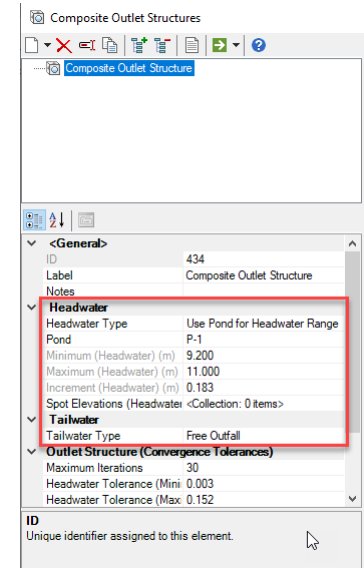 Composite Outlet Structures
Composite Outlet Structure
<General>
ID 434
Label Composite Outlet Structure
Notes
Headwater
Headwater Type Use Pond for Headwater Range
Pond P-1
Minimum (Headwater) (m) 9.200
Maximum (Headwater) (m) 11.000
Increment (Headwater) (m) 0.183
Spot Elevations (Headwater <Collection: 0 items>
Tailwater
Tailwater Type Free Outfall
Outlet Structure (Convergence Tolerances)
Maximum Iterations 30
Headwater Tolerance (Mini 0.003
Headwater Tolerance (Max 0.152
ID
Unique identifier assigned to this element.